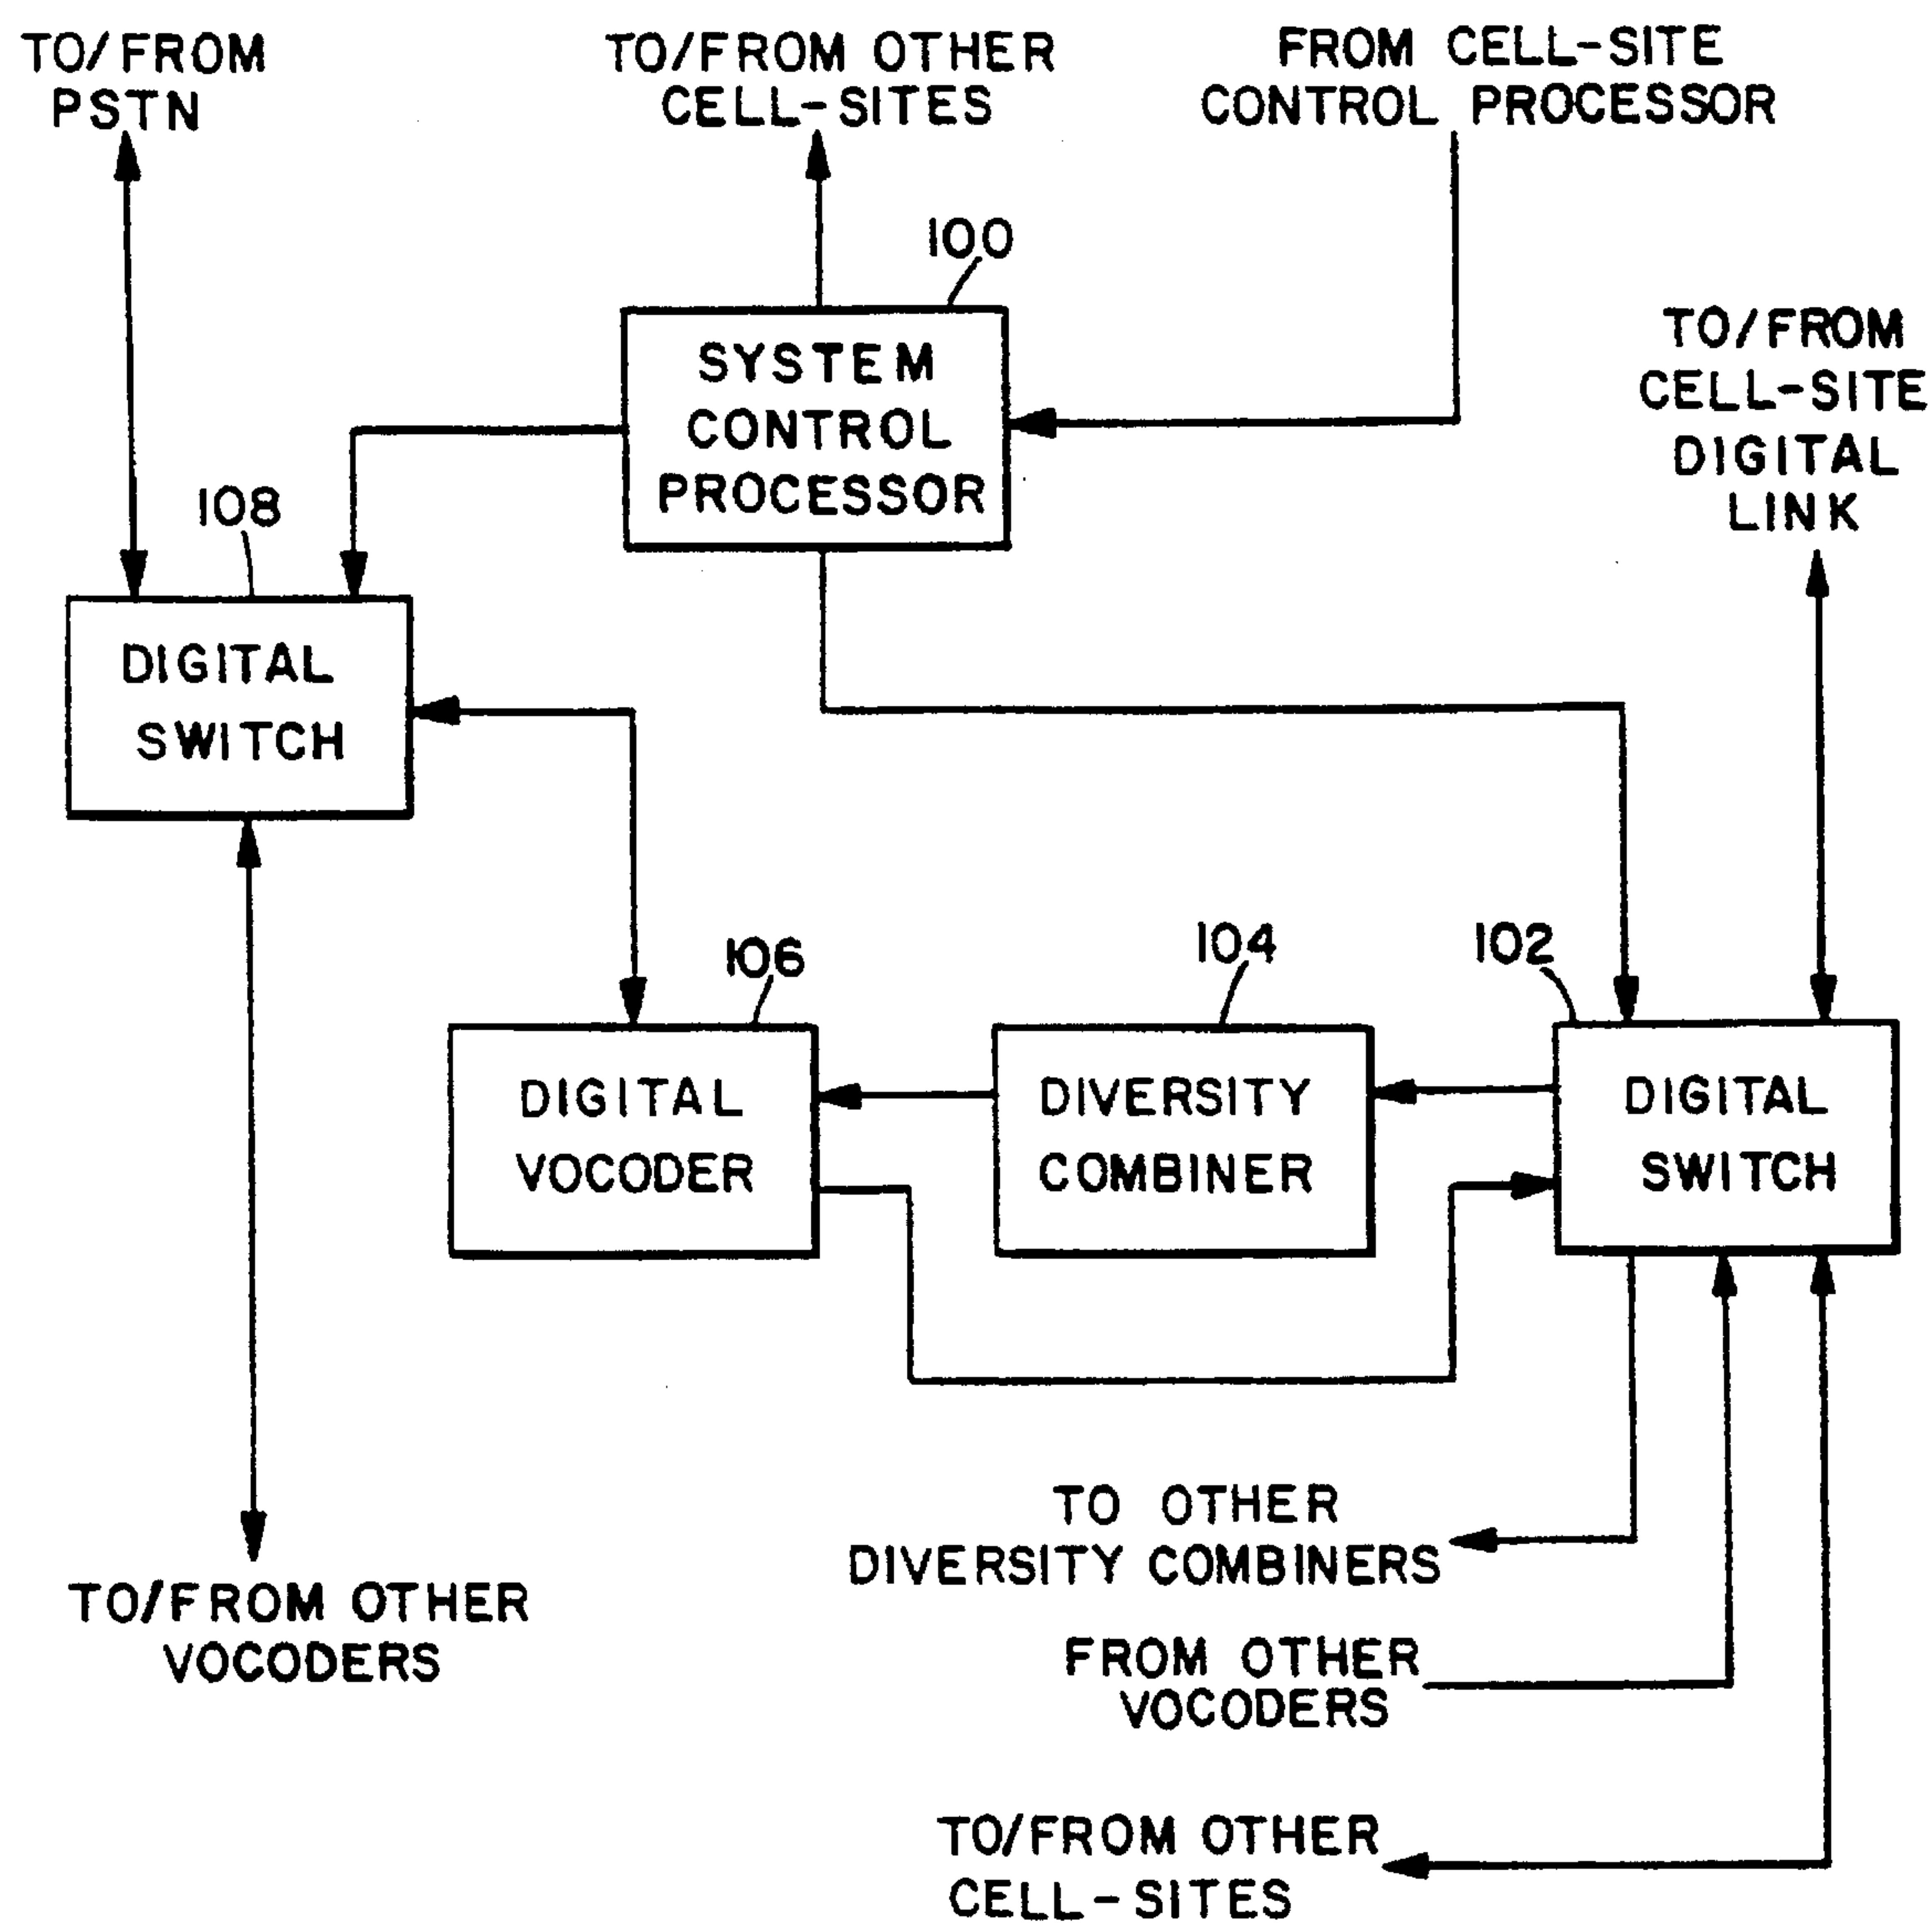 TO/FROM
PSTN
TO/FROM OTHER
CELL-SITES
FROM CELL-SITE
CONTROL PROCESSOR
100
SYSTEM
CONTROL
PROCESSOR
TO/FROM
CELL-SITE
DIGITAL
LINK
108
DIGITAL
SWITCH
106
DIGITAL
VOCODER
104
DIVERSITY
COMBINER
102
DIGITAL
SWITCH
TO OTHER
DIVERSITY COMBINERS
TO/FROM OTHER
VOCODERS
FROM OTHER
VOCODERS
TO/FROM OTHER
CELL-SITES